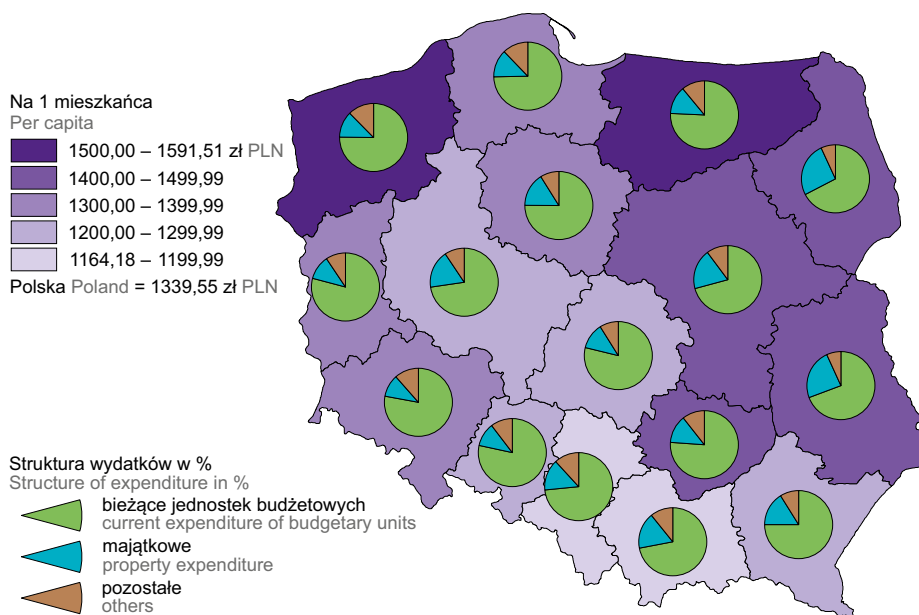 Na 1 mieszkańca
Per capita
1500,00 – 1591,51 zł PLN
1400,00 – 1499,99
1300,00 – 1399,99
1200,00 – 1299,99
1164,18 – 1199,99
Polska Poland = 1339,55 zł PLN
Struktura wydatków w %
Structure of expenditure in %
bieżące jednostek budżetowych
current expenditure of budgetary units
majątkowe
property expenditure
pozostałe
others